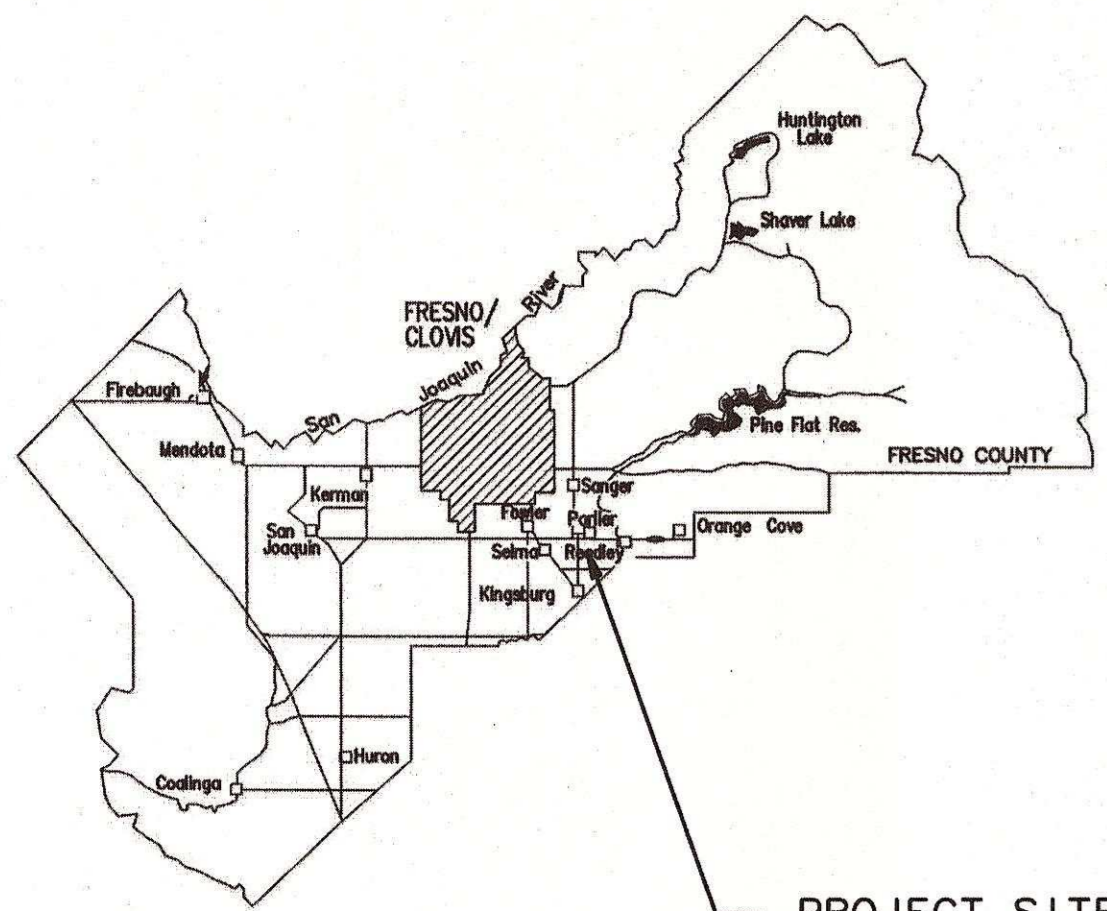 Huntington
Lake
Shaver Lake
FRESNO/
CLOVIS
San Joaquin River
Firebaugh
Mendota
Pine Flat Res.
FRESNO COUNTY
Kerman
Sanger
San
Joaquin
Fowler
Parlier
Orange Cove
Selma
Reedley
Kingsburg
Huron
Coalinga
PROJECT SITE